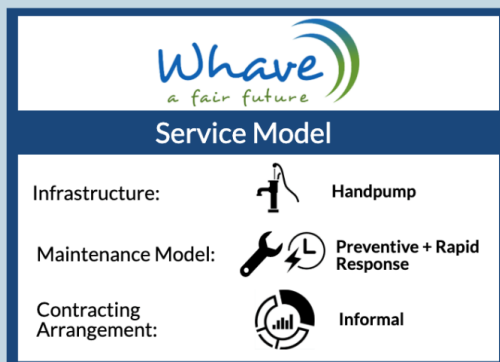 Whave
a fair future
Service Model
Infrastructure:
Handpump
Maintenance Model:
Preventive + Rapid
Response
Contracting
Arrangement:
Informal